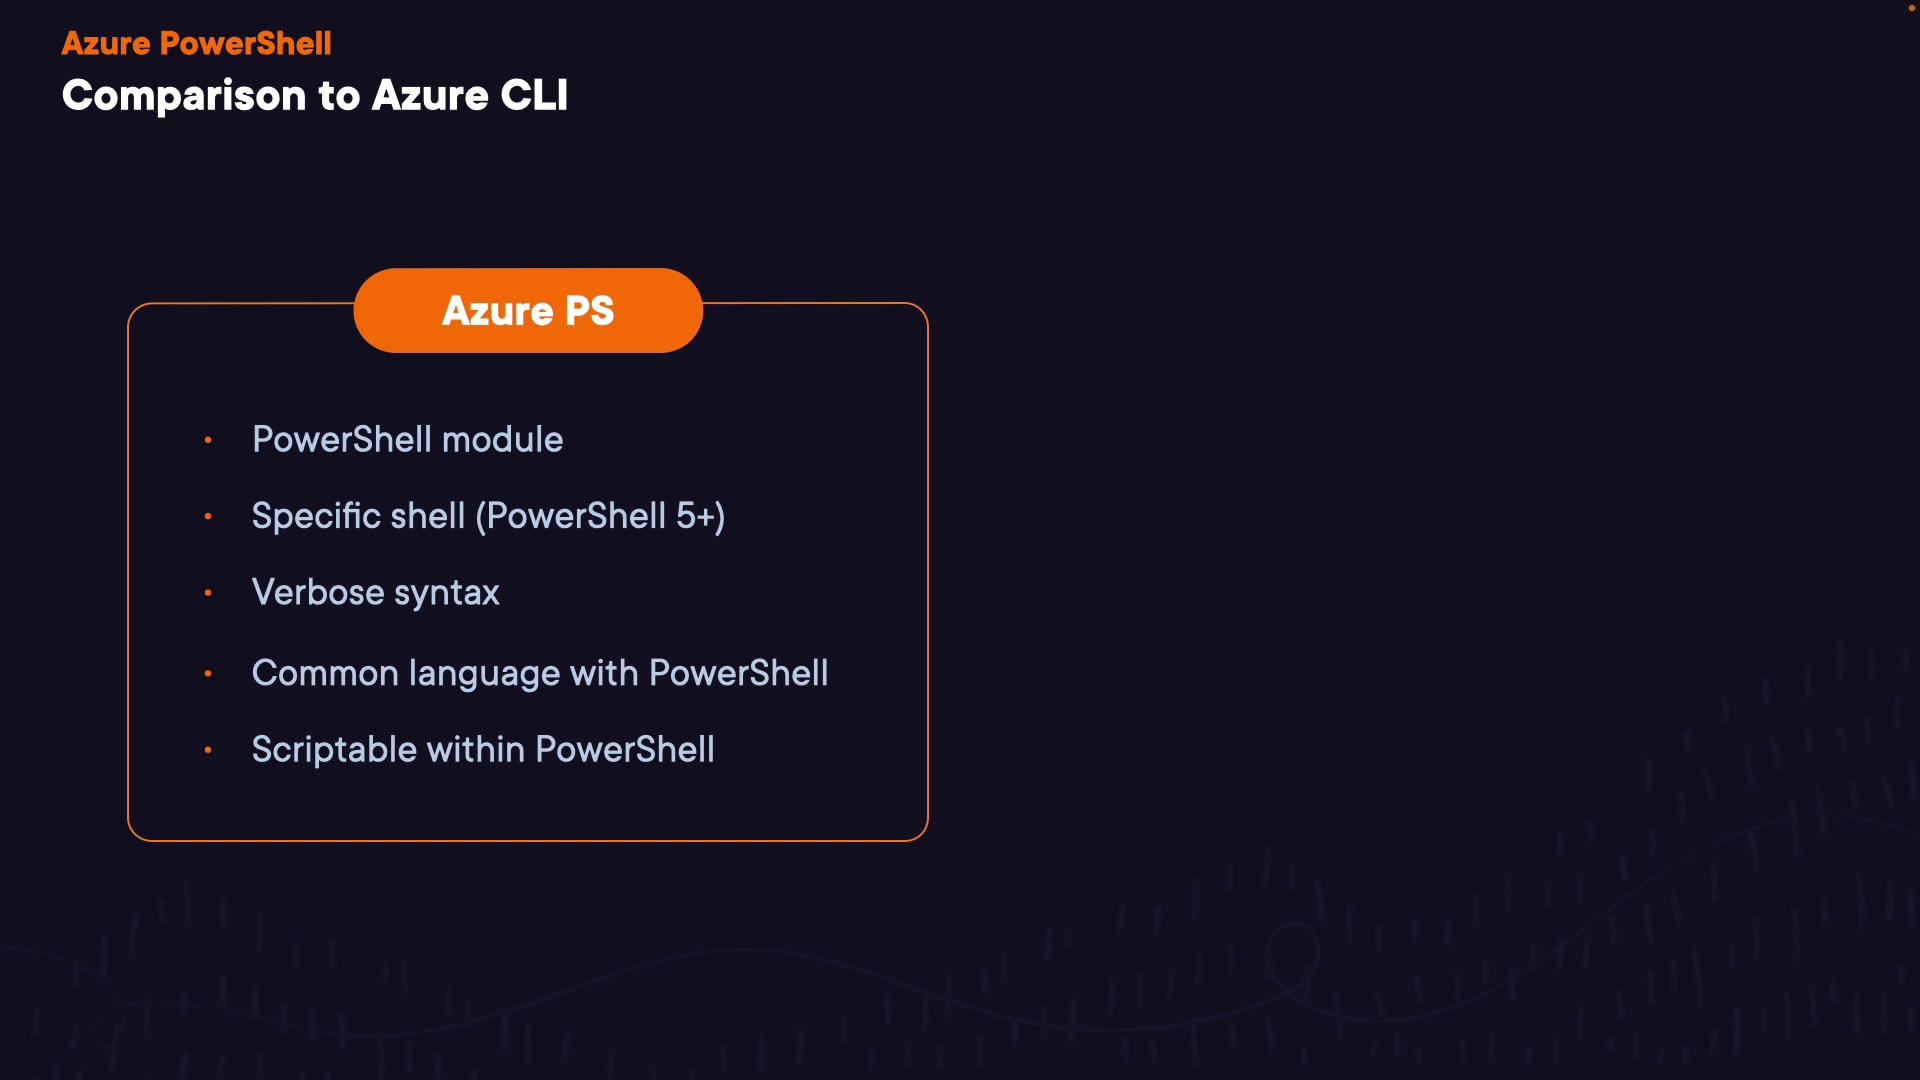 Azure PowerShell
Comparison to Azure CLI
Azure PS
• PowerShell module
• Specific shell (PowerShell 5+)
• Verbose syntax
• Common language with PowerShell
• Scriptable within PowerShell